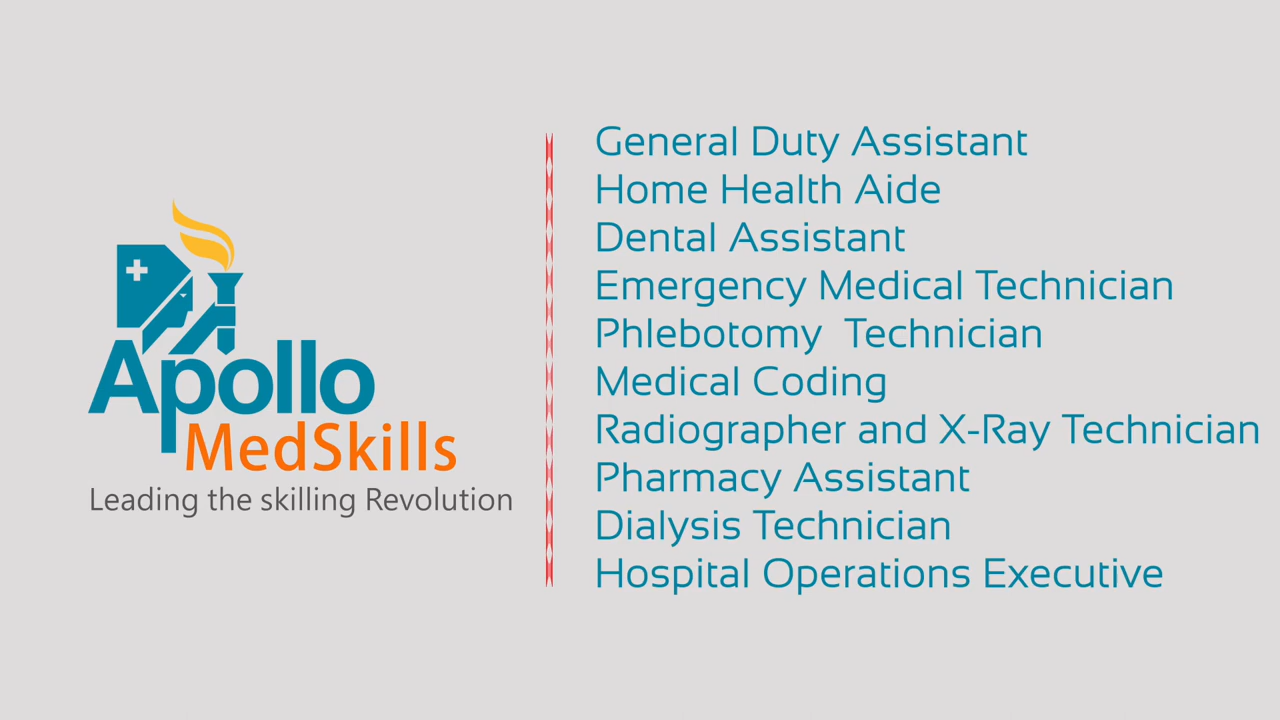 Apollo
MedSkills
Leading the skilling Revolution
General Duty Assistant
Home Health Aide
Dental Assistant
Emergency Medical Technician
Phlebotomy  Technician
Medical Coding
Radiographer and X-Ray Technician
Pharmacy Assistant
Dialysis Technician
Hospital Operations Executive